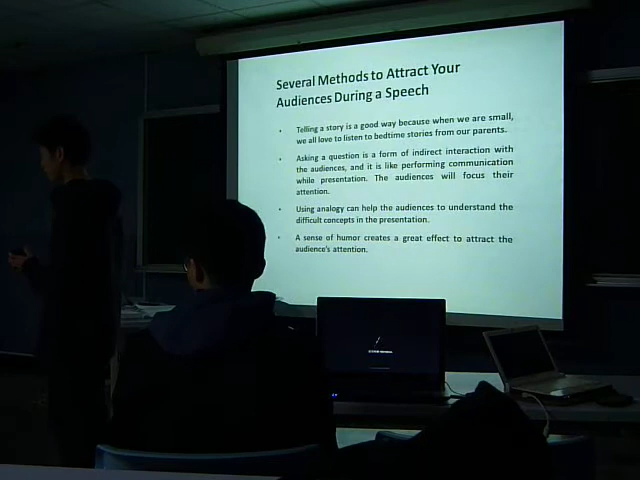 Several Methods to Attract Your
Audiences During a Speech
• Telling a story is a good way because when we are small,
we all love to listen to bedtime stories from our parents.
• Asking a question is a form of indirect interaction with
the audiences, and it is like performing communication
while presentation. The audiences will focus their
attention.
• Using analogy can help the audiences to understand the
difficult concepts in the presentation.
• A sense of humor creates a great effect to attract the
audience's attention.